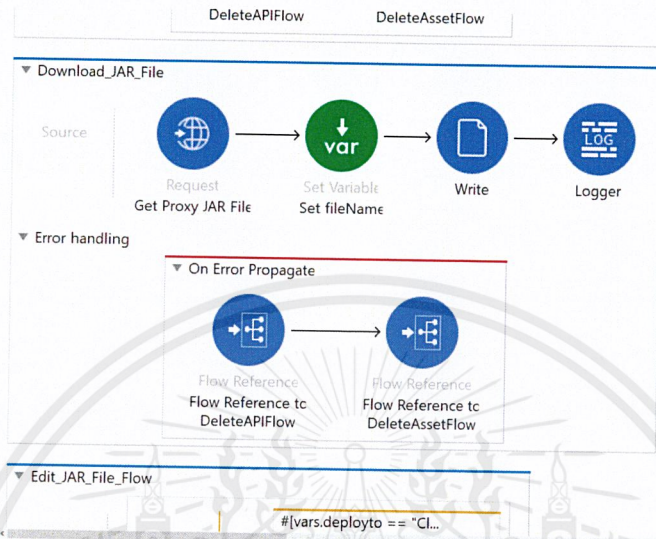 DeleteAPIFlow DeleteAssetFlow
Download_JAR_File
Source
var
LOG
Request Set Variable Write Logger
Get Proxy JAR File Set fileName
Error handling
On Error Propagate
Flow Reference Flow Reference
Flow Reference tc Flow Reference tc
DeleteAPIFlow DeleteAssetFlow
Edit_JAR_File_Flow
#[vars.deployto == "Cl...